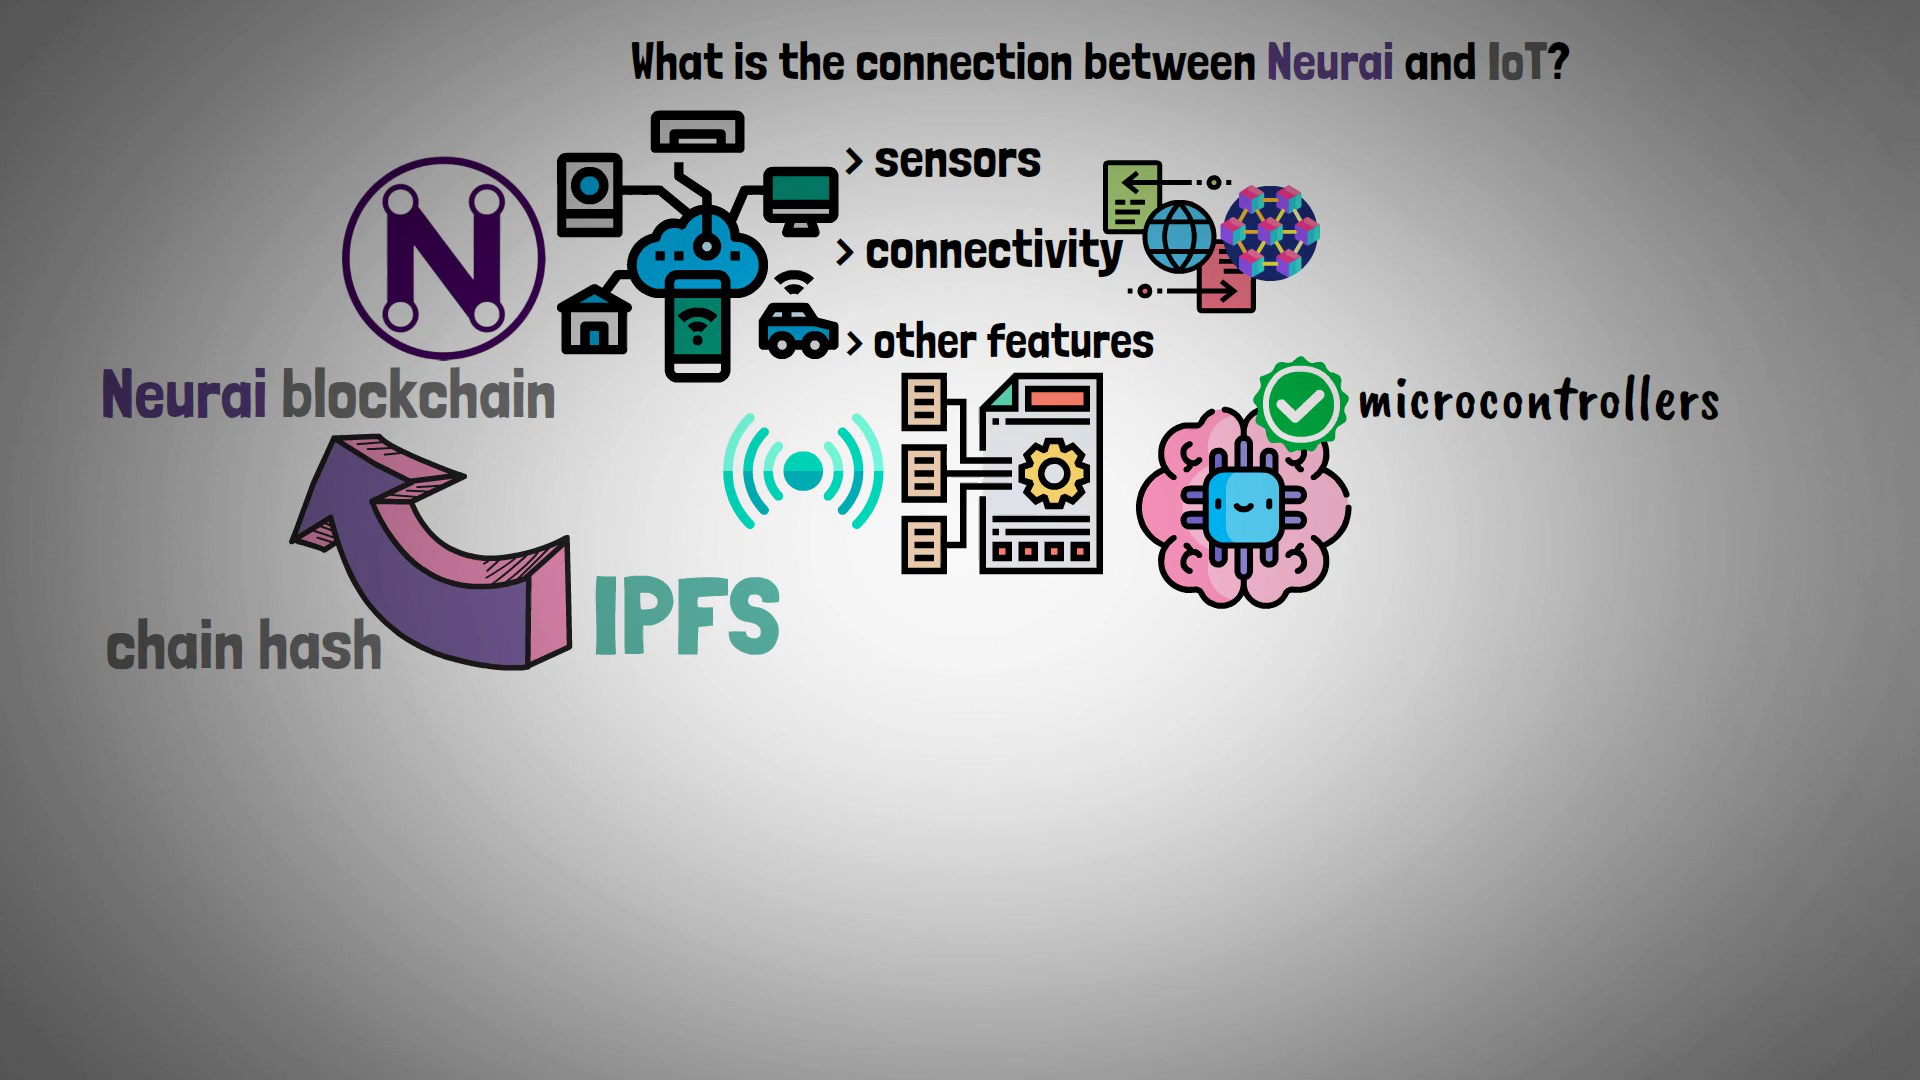 What is the connection between Neurai and IoT?
> sensors
> connectivity
> other features
Neurai blockchain
microcontrollers
chain hash
IPFS